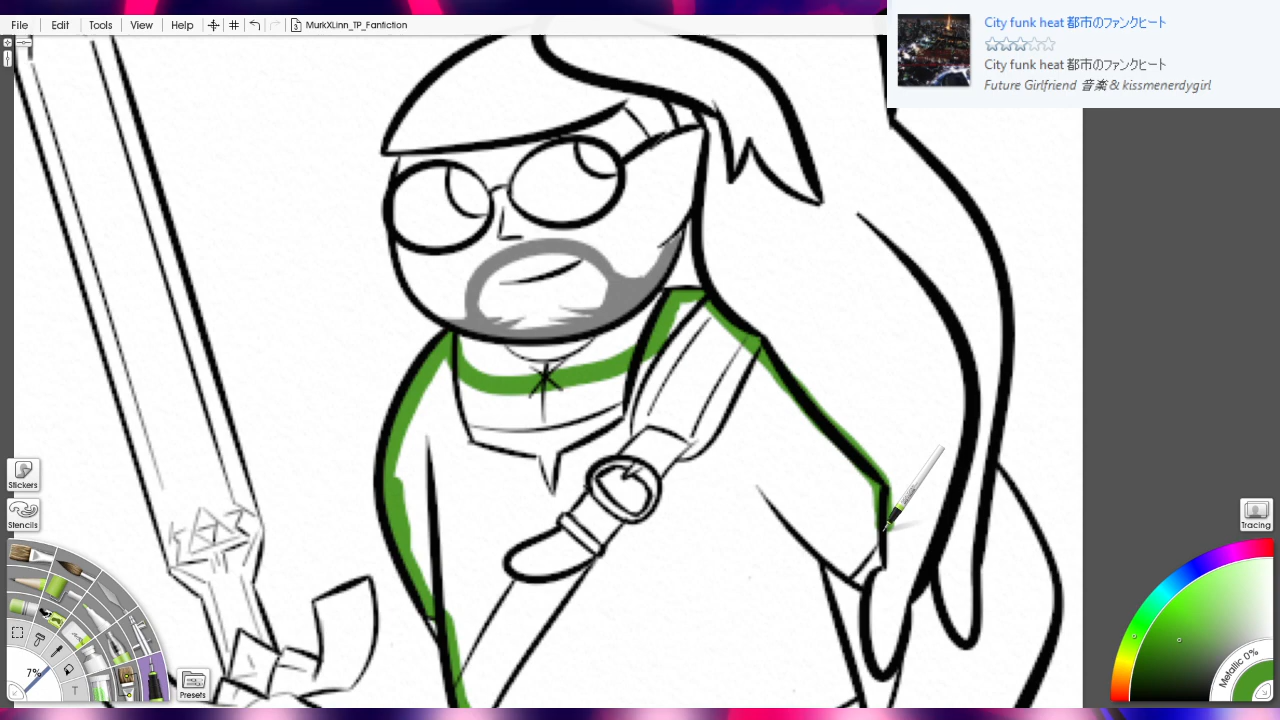 File Edit Tools View Help 3 MurkXLinn_TP_Fanfiction
City funk heat 都市のファンクヒート
City funk heat 都市のファンクヒート
Future Girlfriend 音楽 & kissmenerdygirl
Stickers
Stencils
Tracing
7%
T
Presets
Metallic 0%